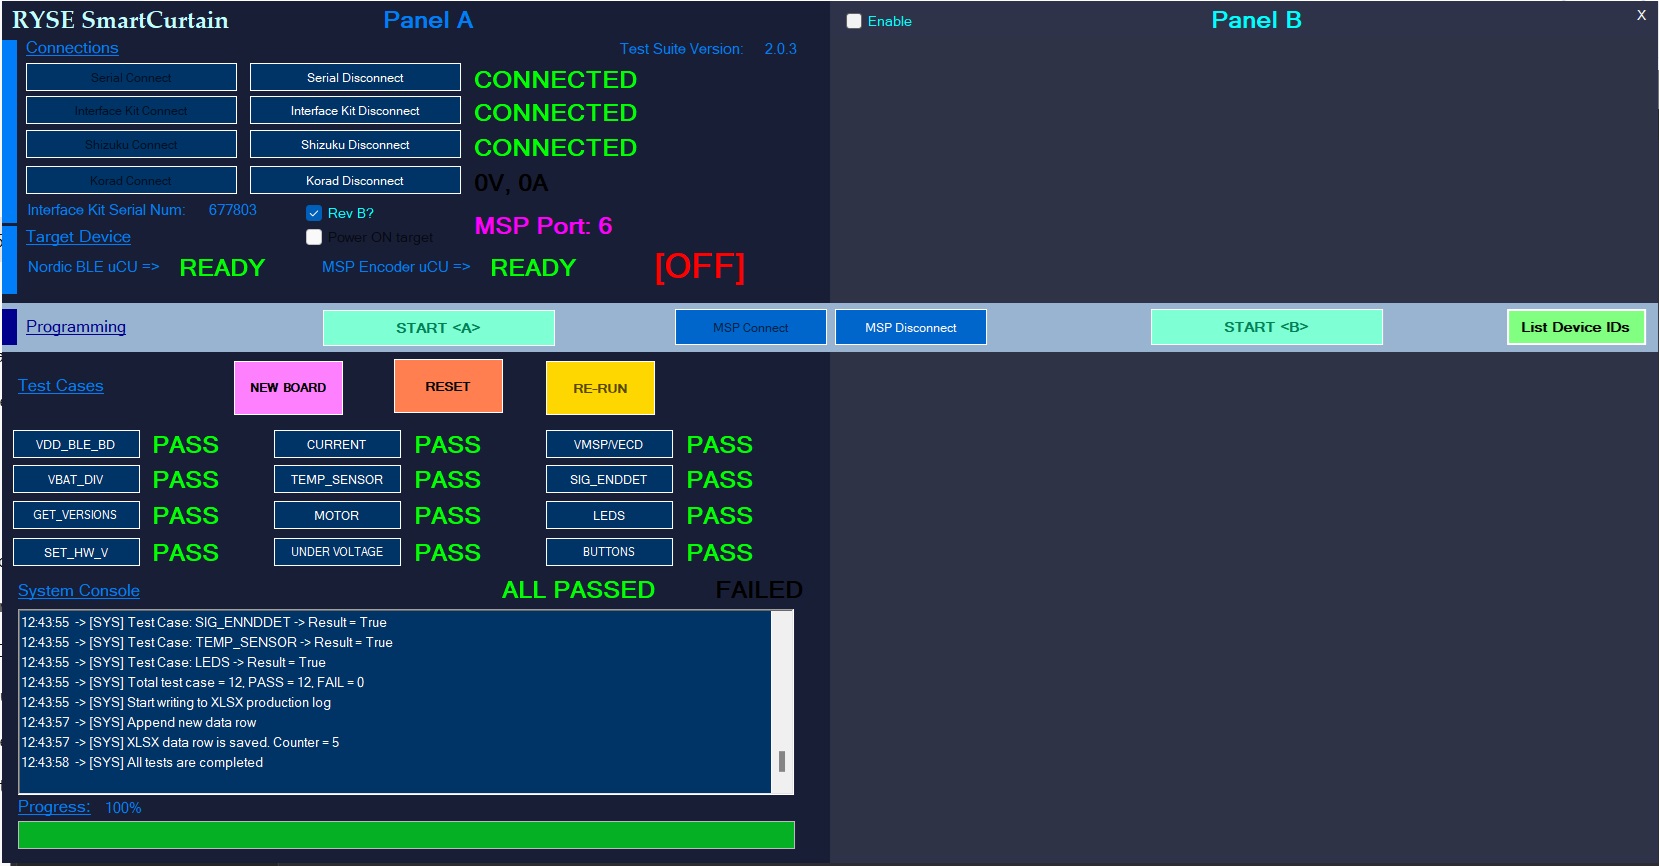 RYSE SmartCurtain Panel A Enable Panel B X
Connections Test Suite Version: 2.0.3
Serial Connect Serial Disconnect CONNECTED
Interface Kit Connect Interface Kit Disconnect CONNECTED
Shizuku Connect Shizuku Disconnect CONNECTED
Korad Connect Korad Disconnect 0V, 0A
Interface Kit Serial Num: 677803 Rev B? MSP Port: 6
Target Device Power ON target
Nordic BLE uCU => READY MSP Encoder uCU => READY [OFF]
Programming START <A> MSP Connect MSP Disconnect START <B> List Device IDs
Test Cases NEW BOARD RESET RE-RUN
VDD_BLE_BD PASS CURRENT PASS VMSP/VECD PASS
VBAT_DIV PASS TEMP_SENSOR PASS SIG_ENDDET PASS
GET_VERSIONS PASS MOTOR PASS LEDS PASS
SET_HW_V PASS UNDER VOLTAGE PASS BUTTONS PASS
System Console ALL PASSED FAILED
12:43:55 -> [SYS] Test Case: SIG_ENNDDET -> Result = True
12:43:55 -> [SYS] Test Case: TEMP_SENSOR -> Result = True
12:43:55 -> [SYS] Test Case: LEDS -> Result = True
12:43:55 -> [SYS] Total test case = 12, PASS = 12, FAIL = 0
12:43:55 -> [SYS] Start writing to XLSX production log
12:43:57 -> [SYS] Append new data row
12:43:57 -> [SYS] XLSX data row is saved. Counter = 5
12:43:58 -> [SYS] All tests are completed
Progress: 100%